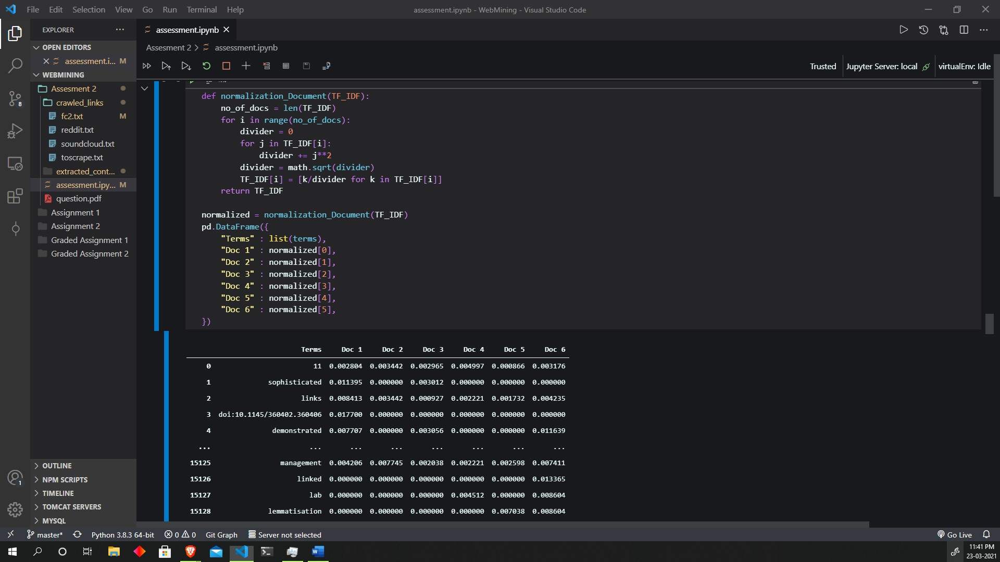 File Edit Selection View Go Run Terminal Help
assessment.ipynb - WebMining - Visual Studio Code
EXPLORER
OPEN EDITORS
assessment.i... M
WEBMINING
Assesment 2
crawled_links
fc2.txt M
reddit.txt
soundcloud.txt
toscrape.txt
extracted_cont...
assessment.ipy... M
question.pdf
Assignment 1
Assignment 2
Graded Assignment 1
Graded Assignment 2
OUTLINE
NPM SCRIPTS
TIMELINE
TOMCAT SERVERS
MYSQL
8
1
assessment.ipynb
Assesment 2 > assessment.ipynb
Trusted Jupyter Server: local virtualEnv: Idle
def normalization_Document(TF_IDF):
    no_of_docs = len(TF_IDF)
    for i in range(no_of_docs):
        divider = 0
        for j in TF_IDF[i]:
            divider += j**2
        divider = math.sqrt(divider)
        TF_IDF[i] = [k/divider for k in TF_IDF[i]]
    return TF_IDF
normalized = normalization_Document(TF_IDF)
pd.DataFrame({
    "Terms" : list(terms),
    "Doc 1" : normalized[0],
    "Doc 2" : normalized[1],
    "Doc 3" : normalized[2],
    "Doc 4" : normalized[3],
    "Doc 5" : normalized[4],
    "Doc 6" : normalized[5],
})
Terms Doc 1 Doc 2 Doc 3 Doc 4 Doc 5 Doc 6
0 11 0.002804 0.003442 0.002965 0.004997 0.000866 0.003176
1 sophisticated 0.011395 0.000000 0.003012 0.000000 0.000000 0.000000
2 links 0.008413 0.003442 0.000927 0.002221 0.001732 0.004235
3 doi:10.1145/360402.360406 0.017700 0.000000 0.000000 0.000000 0.000000 0.000000
4 demonstrated 0.007707 0.000000 0.003056 0.000000 0.000000 0.011639
... ... ... ... ... ... ... ...
15125 management 0.004206 0.007745 0.002038 0.002221 0.002598 0.007411
15126 linked 0.000000 0.000000 0.000000 0.000000 0.000000 0.013365
15127 lab 0.000000 0.000000 0.000000 0.004512 0.000000 0.008604
15128 lemmatisation 0.000000 0.000000 0.000000 0.000000 0.007038 0.008604
master* Python 3.8.3 64-bit 0 0 Git Graph Server not selected Go Live
11:41 PM
23-03-2021